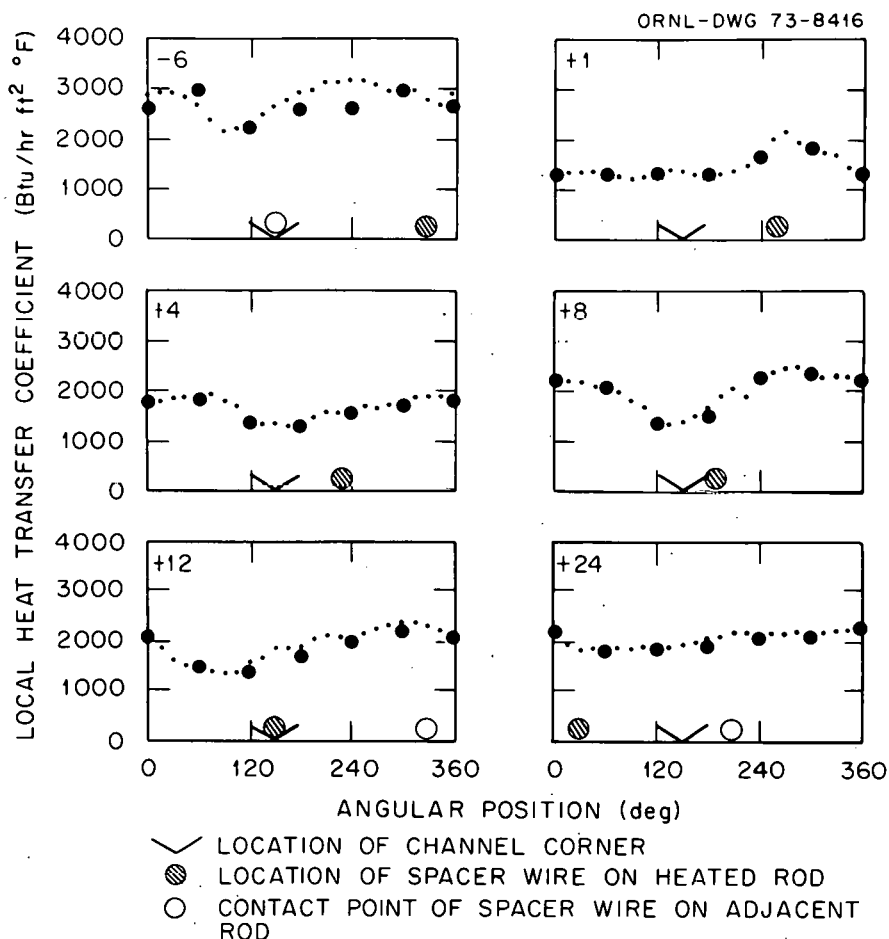 ORNL-DWG 73-8416
LOCAL HEAT TRANSFER COEFFICIENT (Btu/hr ft² °F)
4000
3000
2000
1000
0
-6
+1
4000
3000
2000
1000
0
+4
+8
4000
3000
2000
1000
0
+12
+24
0 120 240 360 0 120 240 360
ANGULAR POSITION (deg)
LOCATION OF CHANNEL CORNER
LOCATION OF SPACER WIRE ON HEATED ROD
CONTACT POINT OF SPACER WIRE ON ADJACENT
ROD